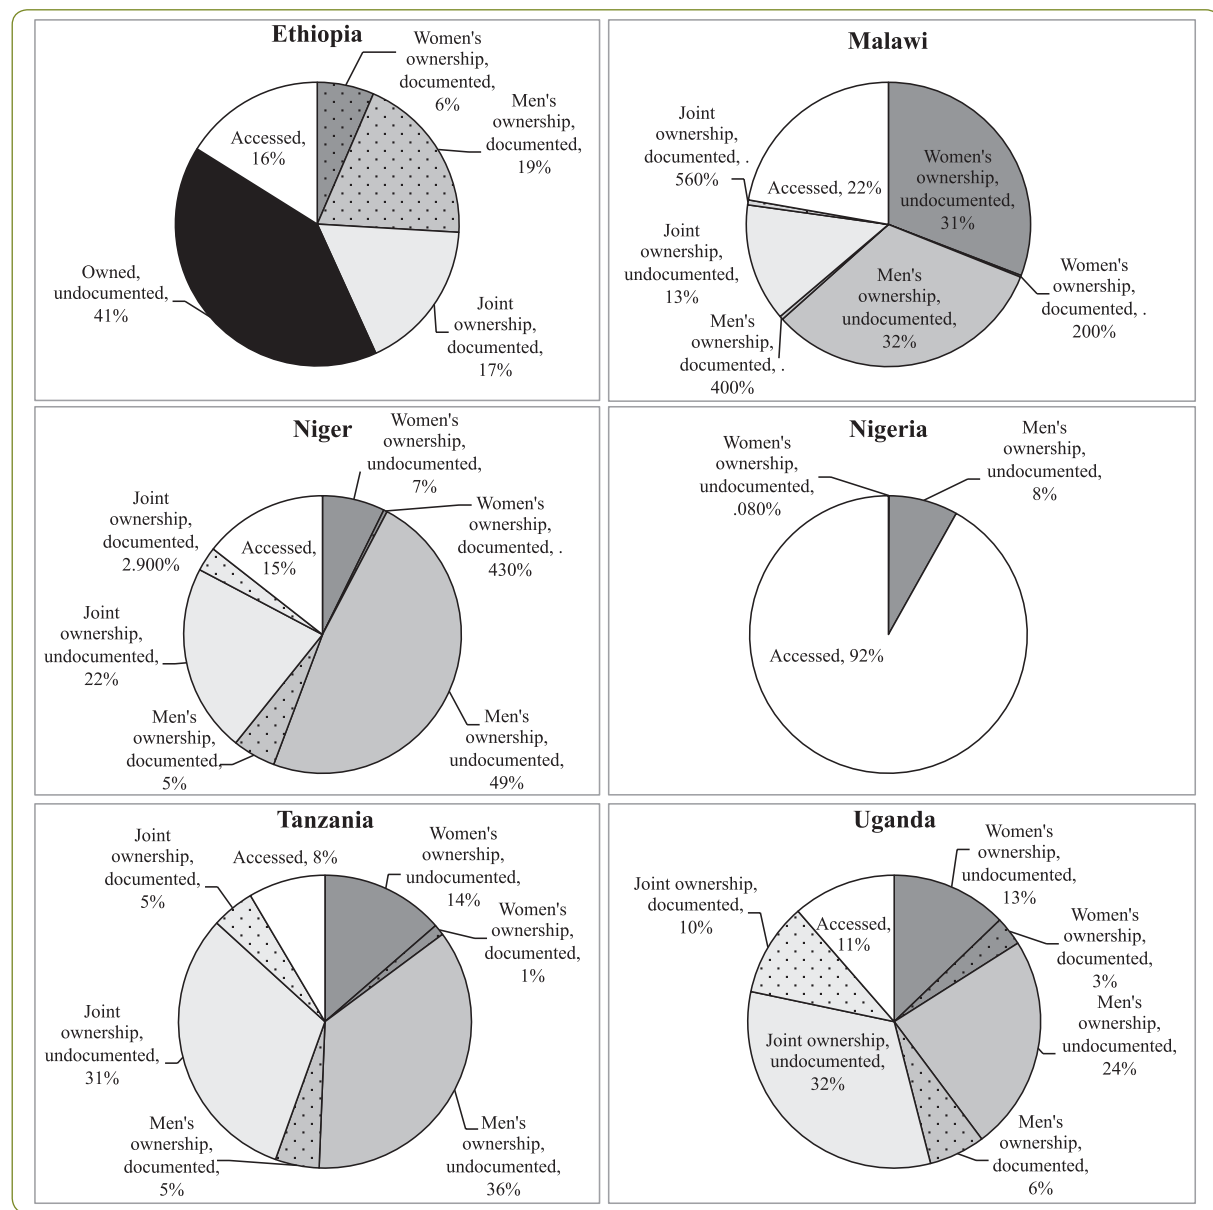 Ethiopia
Women's
ownership,
documented,
6%
Men's
ownership,
documented,
19%
Joint
ownership,
documented,
17%
Owned,
undocumented,
41%
Accessed,
16%
Malawi
Women's
ownership,
undocumented,
31%
Women's
ownership,
documented, .
200%
Men's
ownership,
undocumented,
32%
Men's
ownership,
documented, .
400%
Joint
ownership,
undocumented,
13%
Joint
ownership,
documented, .
560%
Accessed, 22%
Niger
Women's
ownership,
undocumented,
7%
Women's
ownership,
documented, .
430%
Men's
ownership,
undocumented,
49%
Men's
ownership,
documented,
5%
Joint
ownership,
undocumented,
22%
Joint
ownership,
documented,
2.900%
Accessed,
15%
Nigeria
Women's
ownership,
undocumented,
.080%
Men's
ownership,
undocumented,
8%
Accessed, 92%
Tanzania
Women's
ownership,
undocumented,
14%
Women's
ownership,
documented,
1%
Men's
ownership,
undocumented,
36%
Men's
ownership,
documented,
5%
Joint
ownership,
undocumented,
31%
Joint
ownership,
documented,
5%
Accessed, 8%
Uganda
Women's
ownership,
undocumented,
13%
Women's
ownership,
documented,
3%
Men's
ownership,
undocumented,
24%
Men's
ownership,
documented,
6%
Joint ownership,
undocumented,
32%
Joint ownership,
documented,
10%
Accessed,
11%